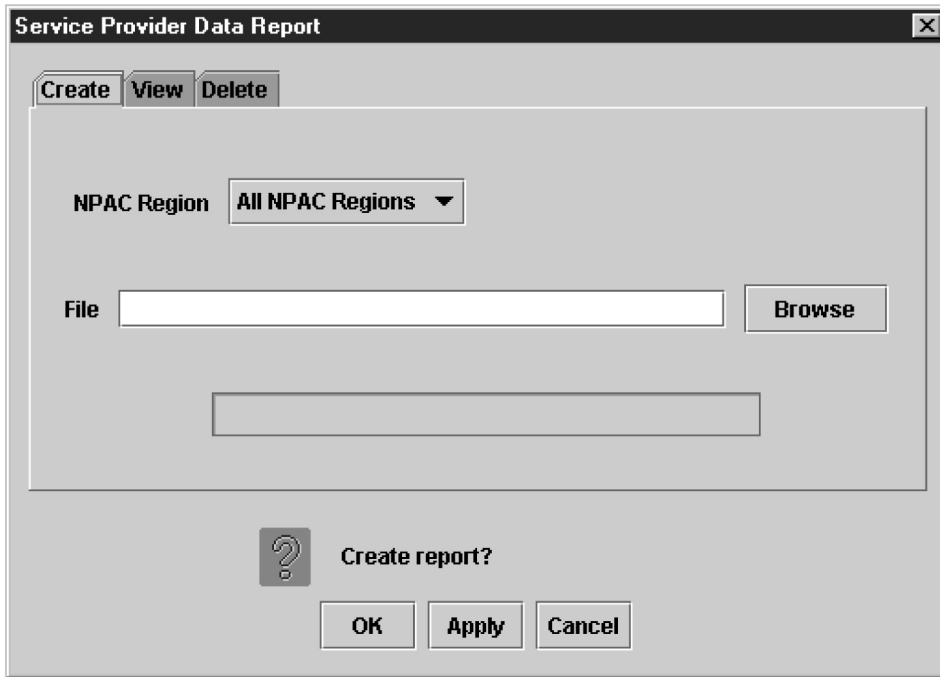 Service Provider Data Report
Create View Delete
NPAC Region All NPAC Regions
File Browse
Create report?
OK Apply Cancel